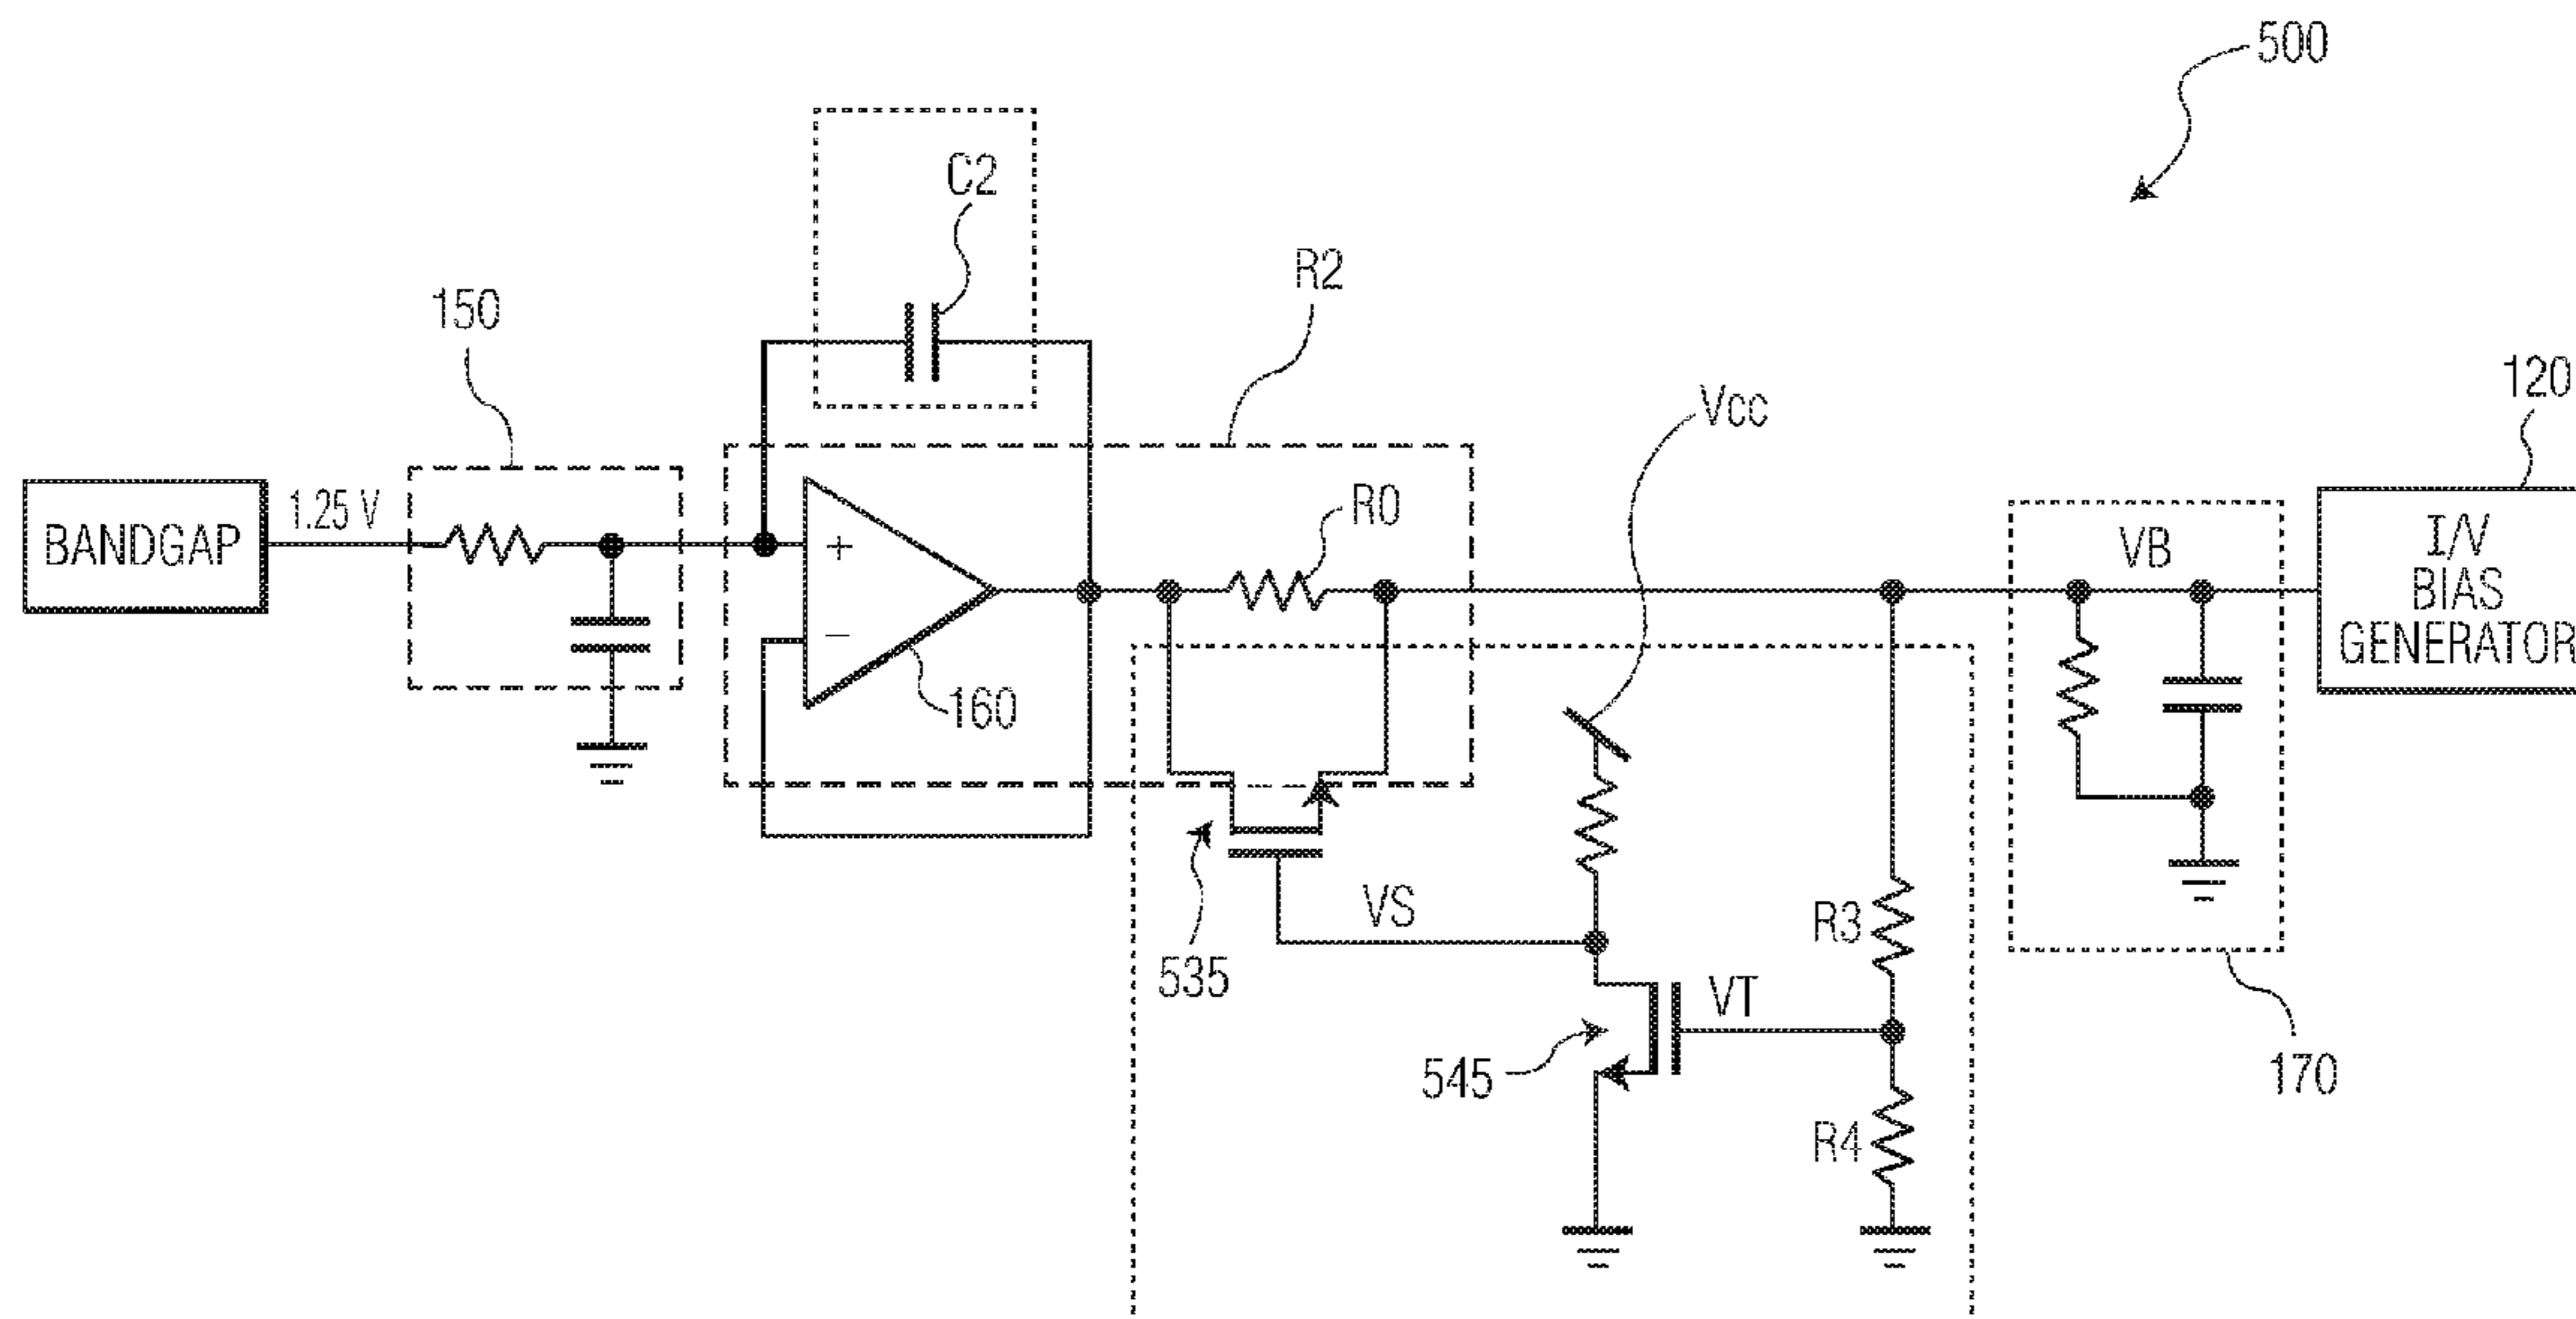 500
C2
R2
150
120
Vcc
R0
1.25 V
BANDGAP
+
−
160
VB
I/V
BIAS
GENERATOR
VS
535
R3
VT
545
170
R4